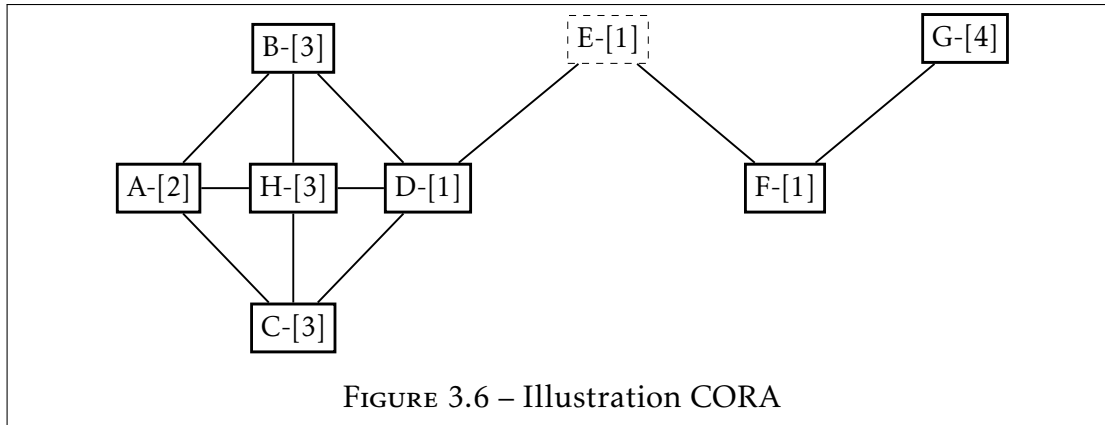 B-[3]
E-[1]
G-[4]
A-[2]
H-[3]
D-[1]
F-[1]
C-[3]
Figure 3.6 – Illustration CORA